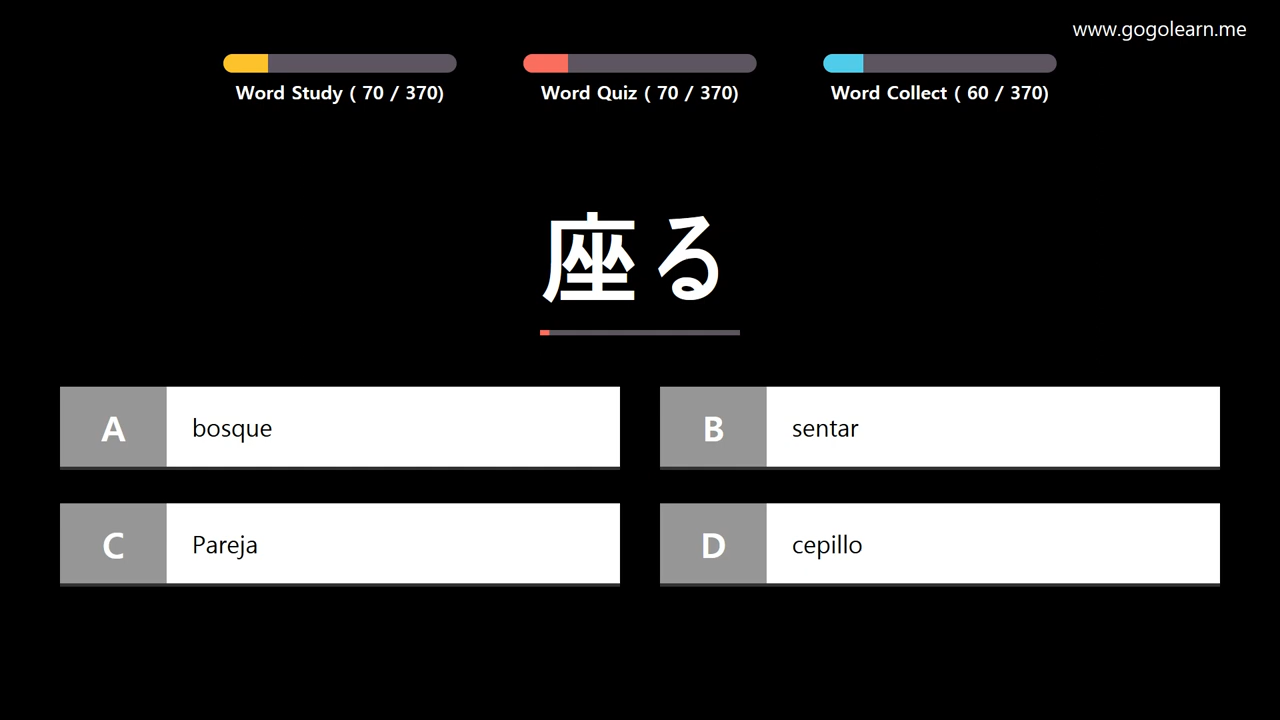 www.gogolearn.me
Word Study ( 70 / 370)
Word Quiz ( 70 / 370)
Word Collect ( 60 / 370)
座る
A bosque
B sentar
C Pareja
D cepillo